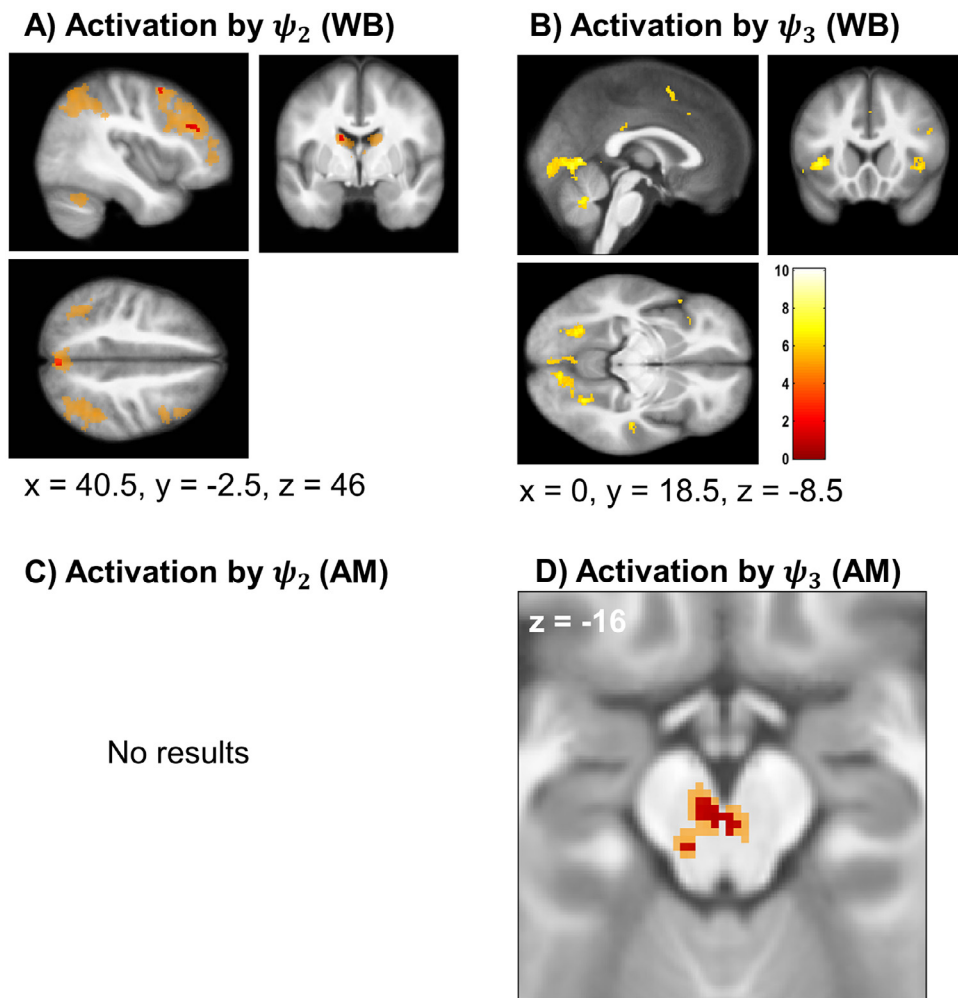 A) Activation by ψ₂ (WB)
B) Activation by ψ₃ (WB)
10
8
6
4
2
0
x = 40.5, y = -2.5, z = 46
x = 0, y = 18.5, z = -8.5
C) Activation by ψ₂ (AM)
D) Activation by ψ₃ (AM)
z = -16
No results